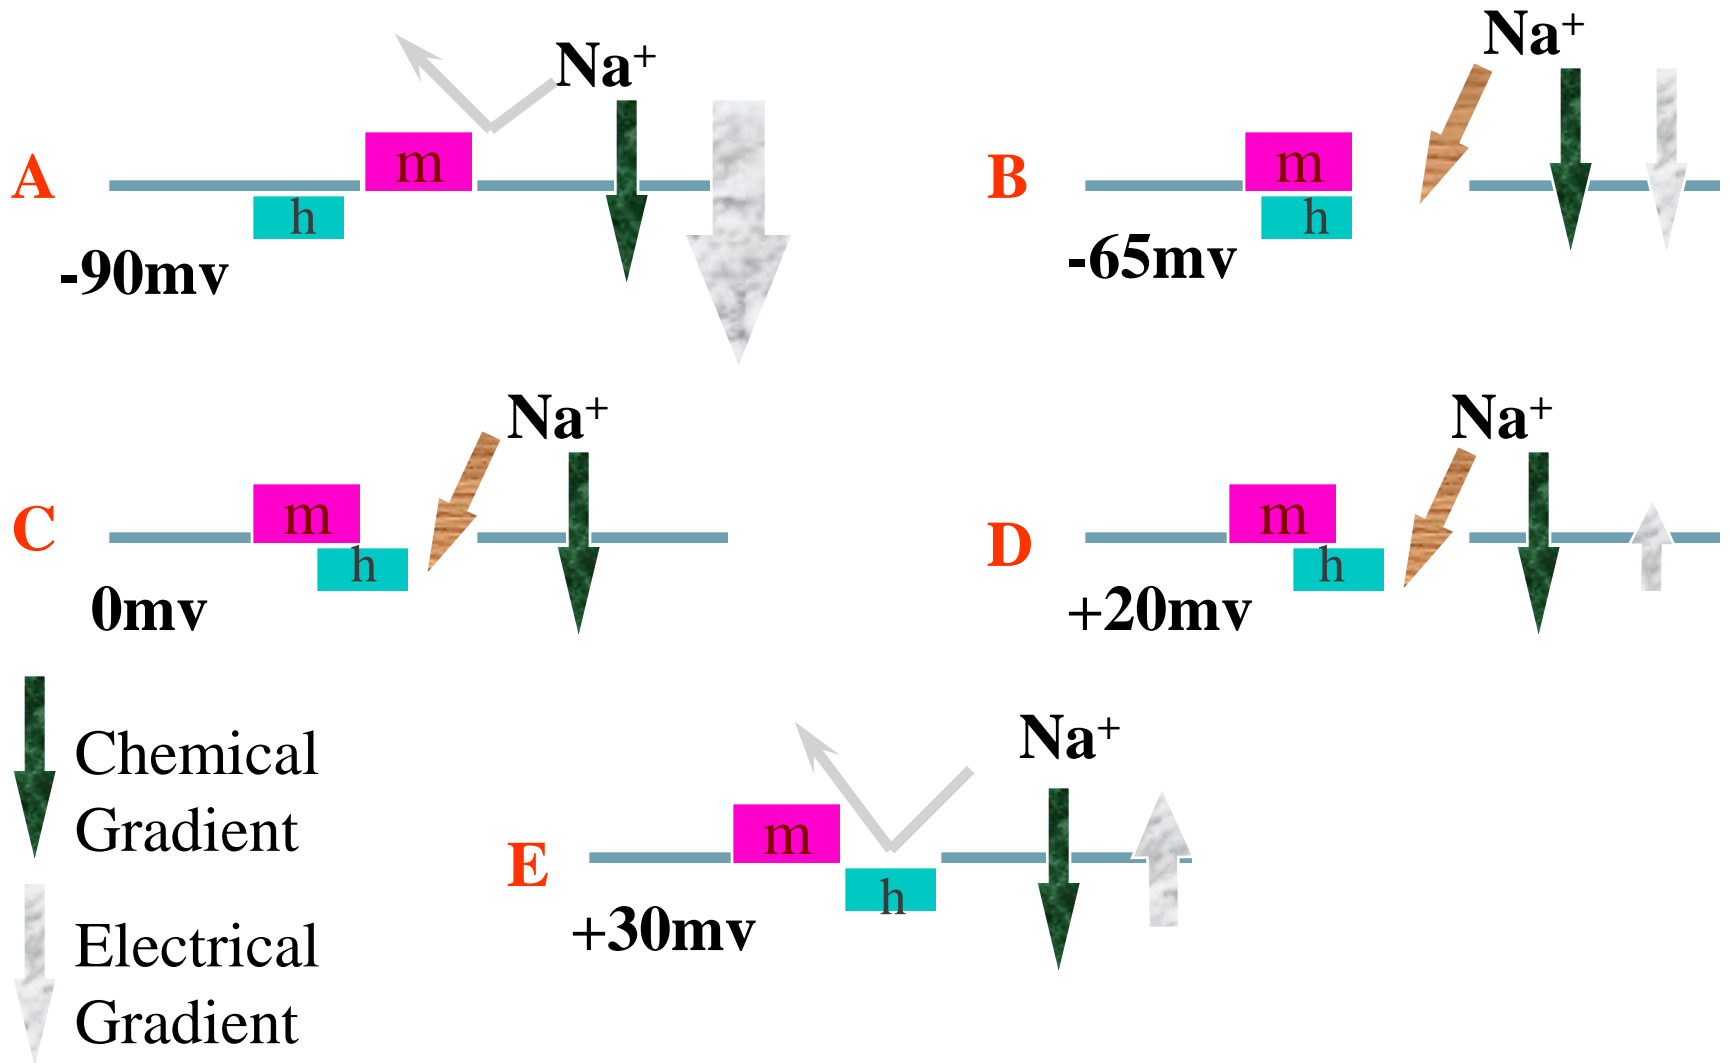 Na⁺
A
m
h
-90mv
Na⁺
B
m
h
-65mv
Na⁺
C
m
h
0mv
Na⁺
D
m
h
+20mv
Chemical
Gradient
Na⁺
E
m
h
+30mv
Electrical
Gradient